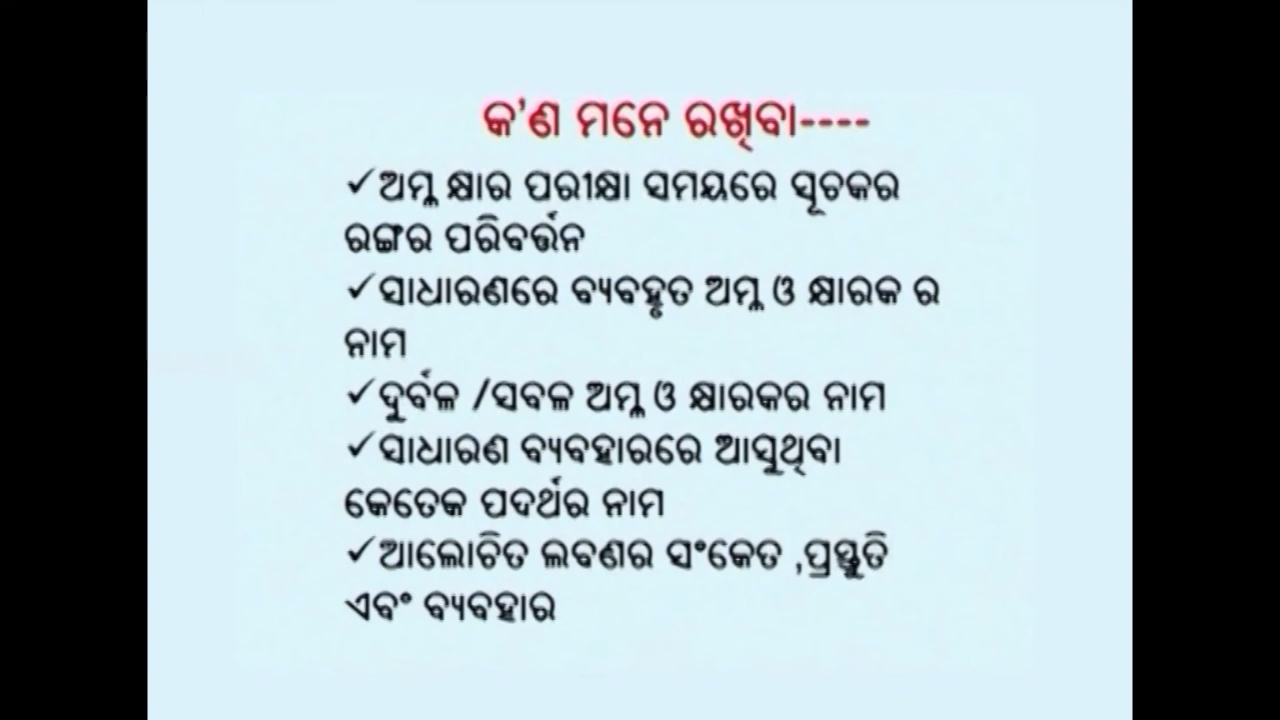 କ'ଣ ମନେ ରଖିବା----
✓ଅମ୍ଳ କ୍ଷାର ପରୀକ୍ଷା ସମୟରେ ସୂଚକର
ରଙ୍ଗର ପରିବର୍ତ୍ତନ
✓ସାଧାରଣରେ ବ୍ୟବହୃତ ଅମ୍ଳ ଓ କ୍ଷାରକ ର
ନାମ
✓ଦୁର୍ବଳ /ସବଳ ଅମ୍ଳ ଓ କ୍ଷାରକର ନାମ
✓ସାଧାରଣ ବ୍ୟବହାରରେ ଆସୁଥିବା
କେତେକ ପଦର୍ଥର ନାମ
✓ଆଲୋଚିତ ଲବଣର ସଂକେତ ,ପ୍ରସ୍ତୁତି
ଏବଂ ବ୍ୟବହାର